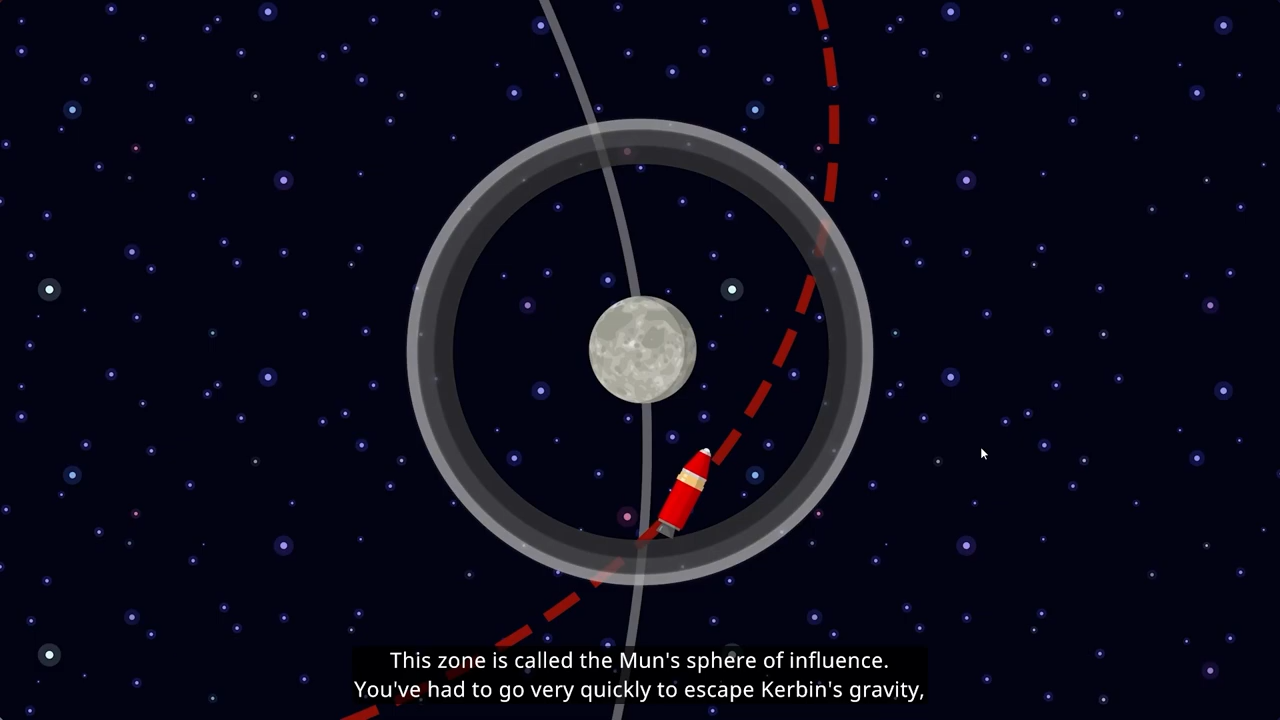 This zone is called the Mun's sphere of influence.
You've had to go very quickly to escape Kerbin's gravity,